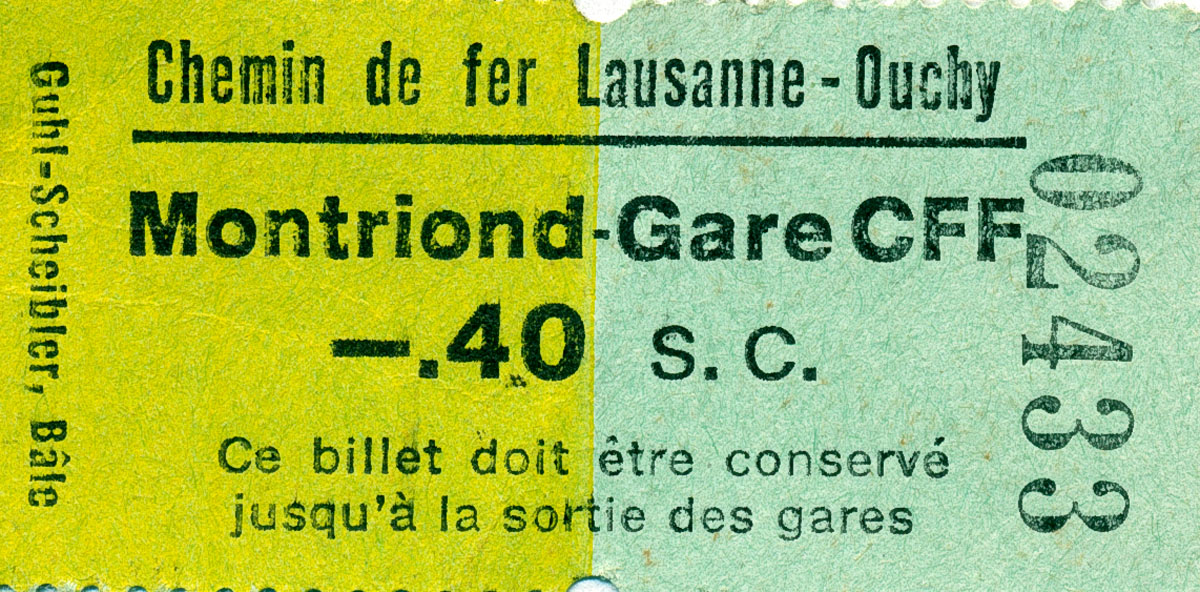 Chemin de fer Lausanne-Ouchy
Montriond-Gare CFF
—.40 S. C.
Ce billet doit être conservé
jusqu'à la sortie des gares
Guhl-Scheibler, Bâle
02433